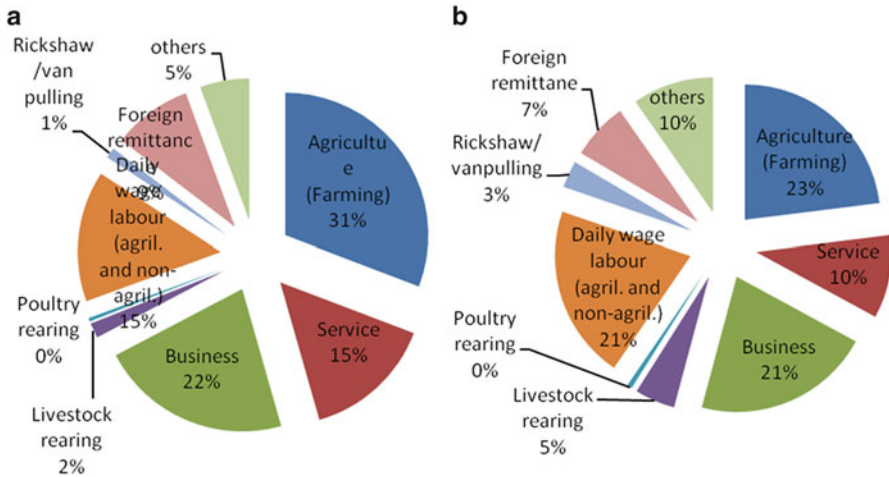 a
Rickshaw
/van
pulling
1%
others
5%
Foreign
remittanc
e
9%
Agricultu
e
(Farming)
31%
Daily
wage
labour
(agril.
and non-
agril.)
15%
Poultry
rearing
0%
Livestock
rearing
2%
Business
22%
Service
15%
b
Foreign
remittane
7%
others
10%
Rickshaw/
vanpulling
3%
Agriculture
(Farming)
23%
Daily wage
labour
(agril. and
non-agril.)
21%
Service
10%
Poultry
rearing
0%
Livestock
rearing
5%
Business
21%